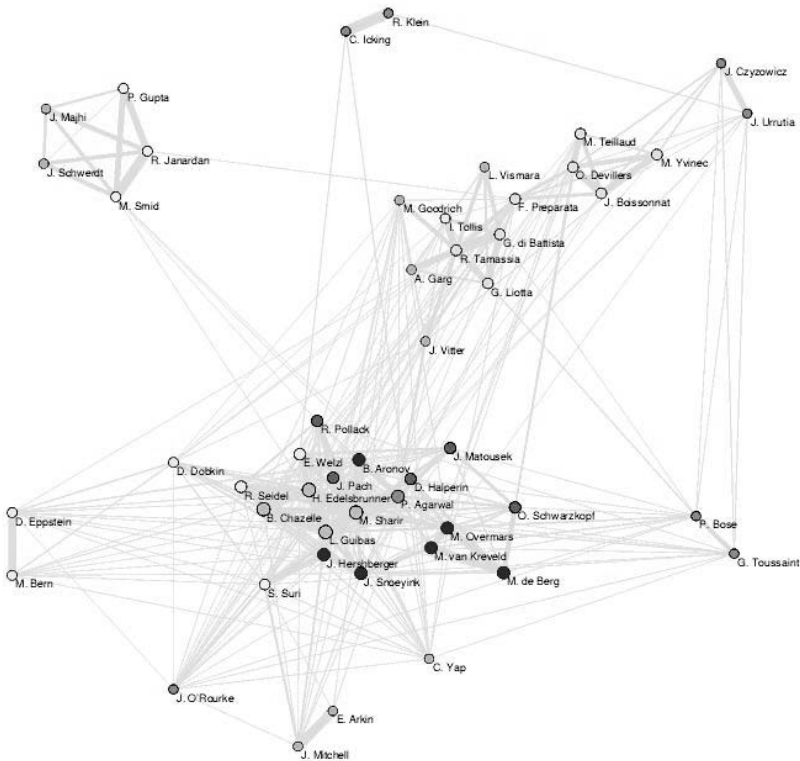 R. Klein
C. Icking
J. Czyzowicz
P. Gupta
J. Majhi
J. Urrutia
M. Teillaud
R. Janardan
M. Yvinec
J. Schwerdt
L. Vismara
O. Devillers
M. Smid
M. Goodrich
F. Preparata
J. Boissonnat
I. Tollis
G. di Battista
R. Tamassia
A. Garg
G. Liotta
J. Vitter
R. Pollack
E. Welzl
B. Aronov
J. Matousek
D. Dobkin
J. Pach
D. Halperin
R. Seidel
H. Edelsbrunner
P. Agarwal
B. Chazelle
M. Sharir
O. Schwarzkopf
D. Eppstein
P. Bose
L. Guibas
M. Overmars
J. Hershberger
M. van Kreveld
G. Toussaint
M. Bern
S. Suri
J. Snoeyink
M. de Berg
C. Yap
J. O'Rourke
E. Arkin
J. Mitchell